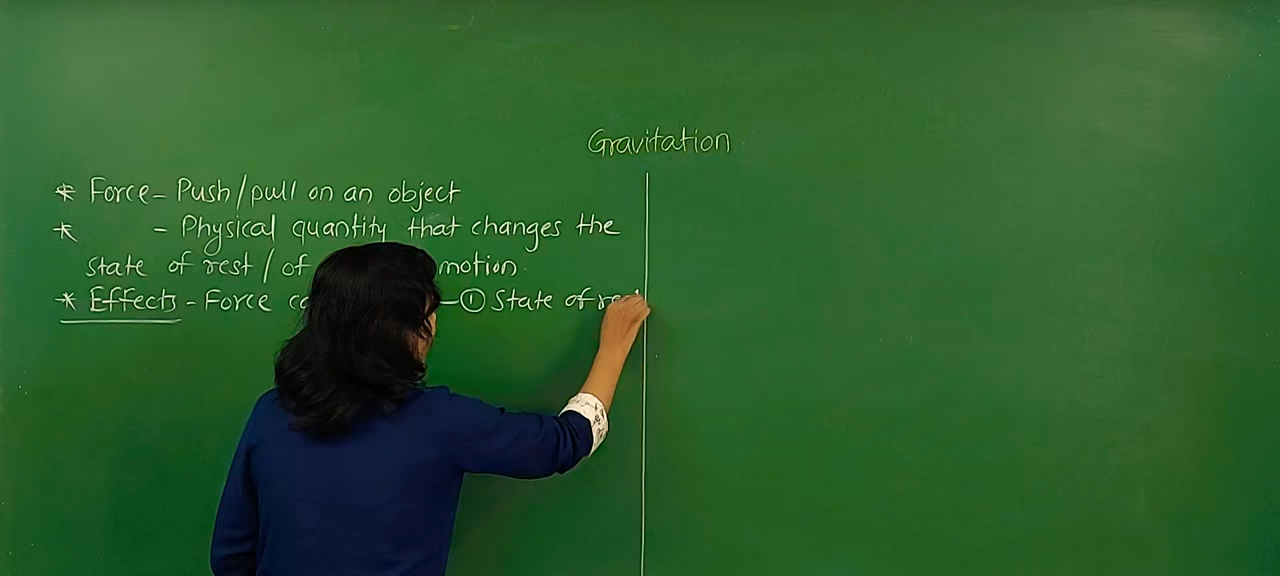 Gravitation
* Force - Push/pull on an object
* - Physical quantity that changes the
state of rest / of motion.
* Effects - Force - ① State of